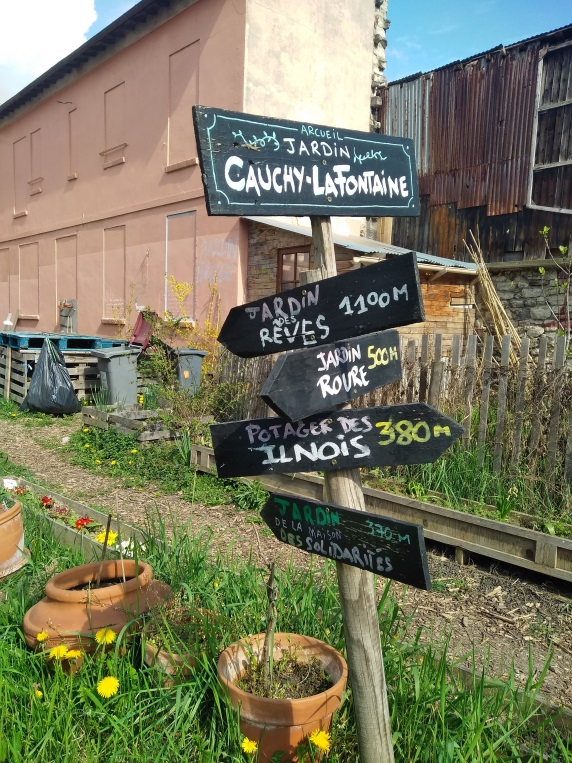 ARCUEIL
JARDIN
CAUCHY-LAFONTAINE
JARDIN
DES
RÊVES 1100M
JARDIN 500M
ROURE
POTAGER DES 380M
ILNOIS
JARDIN 370M
DE LA MAISON
DES SOLIDARITÉS